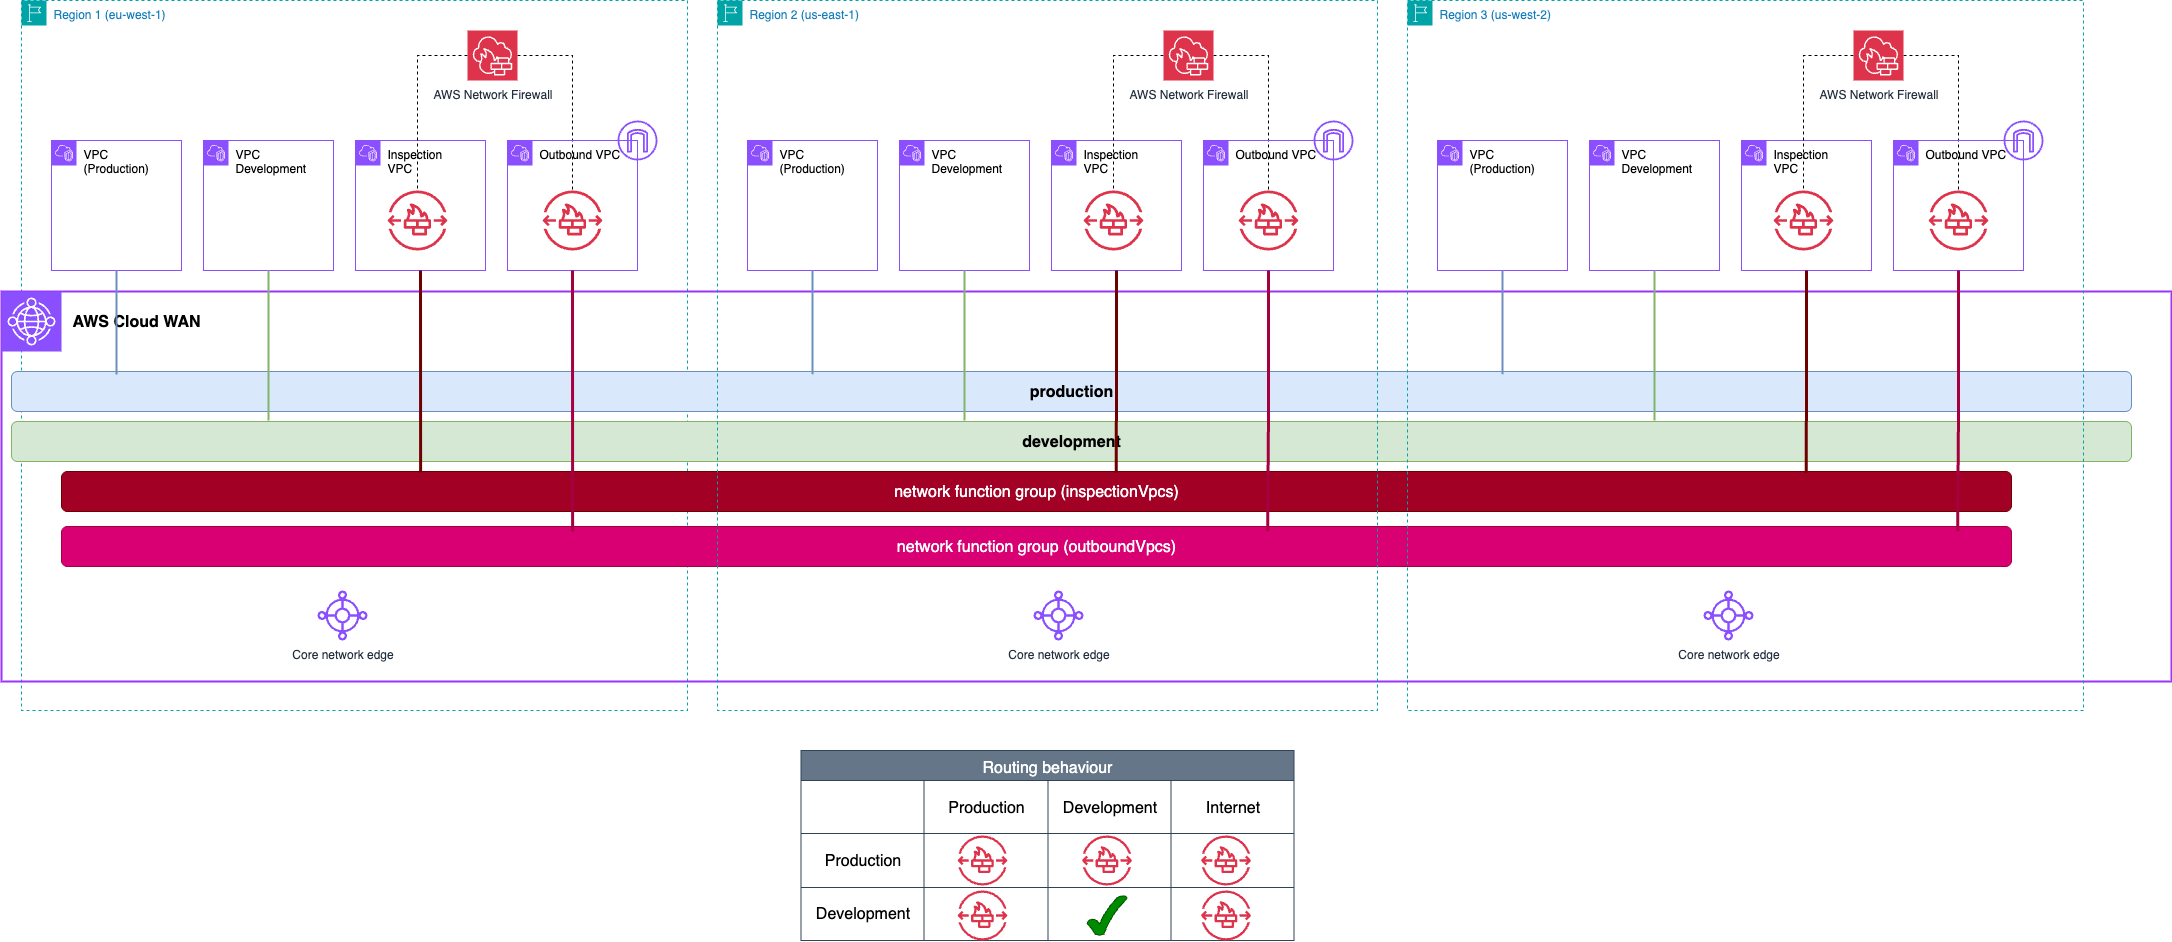 Region 1 (eu-west-1)
Region 2 (us-east-1)
Region 3 (us-west-2)
AWS Network Firewall
AWS Network Firewall
AWS Network Firewall
VPC
(Production)
VPC
Development
Inspection
VPC
Outbound VPC
VPC
(Production)
VPC
Development
Inspection
VPC
Outbound VPC
VPC
(Production)
VPC
Development
Inspection
VPC
Outbound VPC
AWS Cloud WAN
production
development
network function group (inspectionVpcs)
network function group (outboundVpcs)
Core network edge
Core network edge
Core network edge
Routing behaviour
Production Development Internet
Production
Development